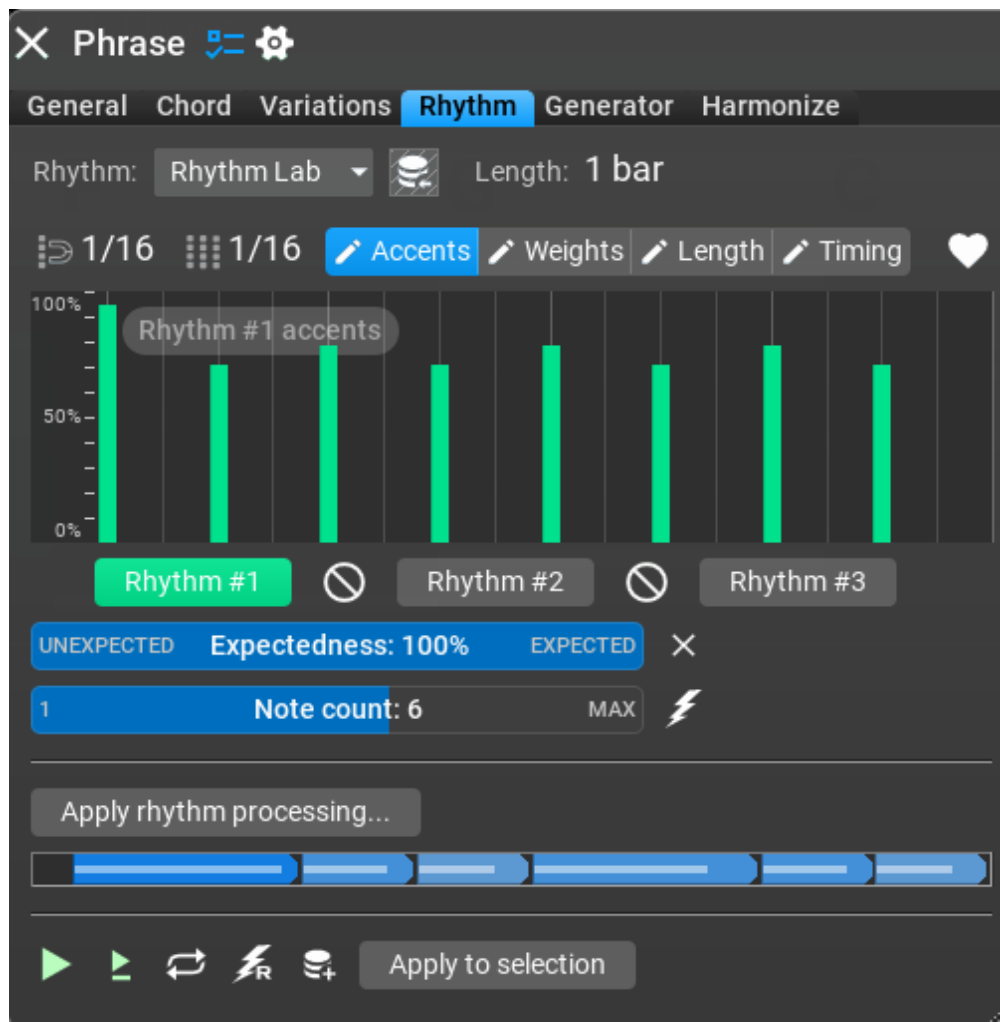 Phrase
General Chord Variations Rhythm Generator Harmonize
Rhythm: Rhythm Lab Length: 1 bar
1/16 1/16 Accents Weights Length Timing
100%
Rhythm #1 accents
50%
0%
Rhythm #1 Rhythm #2 Rhythm #3
UNEXPECTED Expectedness: 100% EXPECTED
1 Note count: 6 MAX
Apply rhythm processing...
R Apply to selection